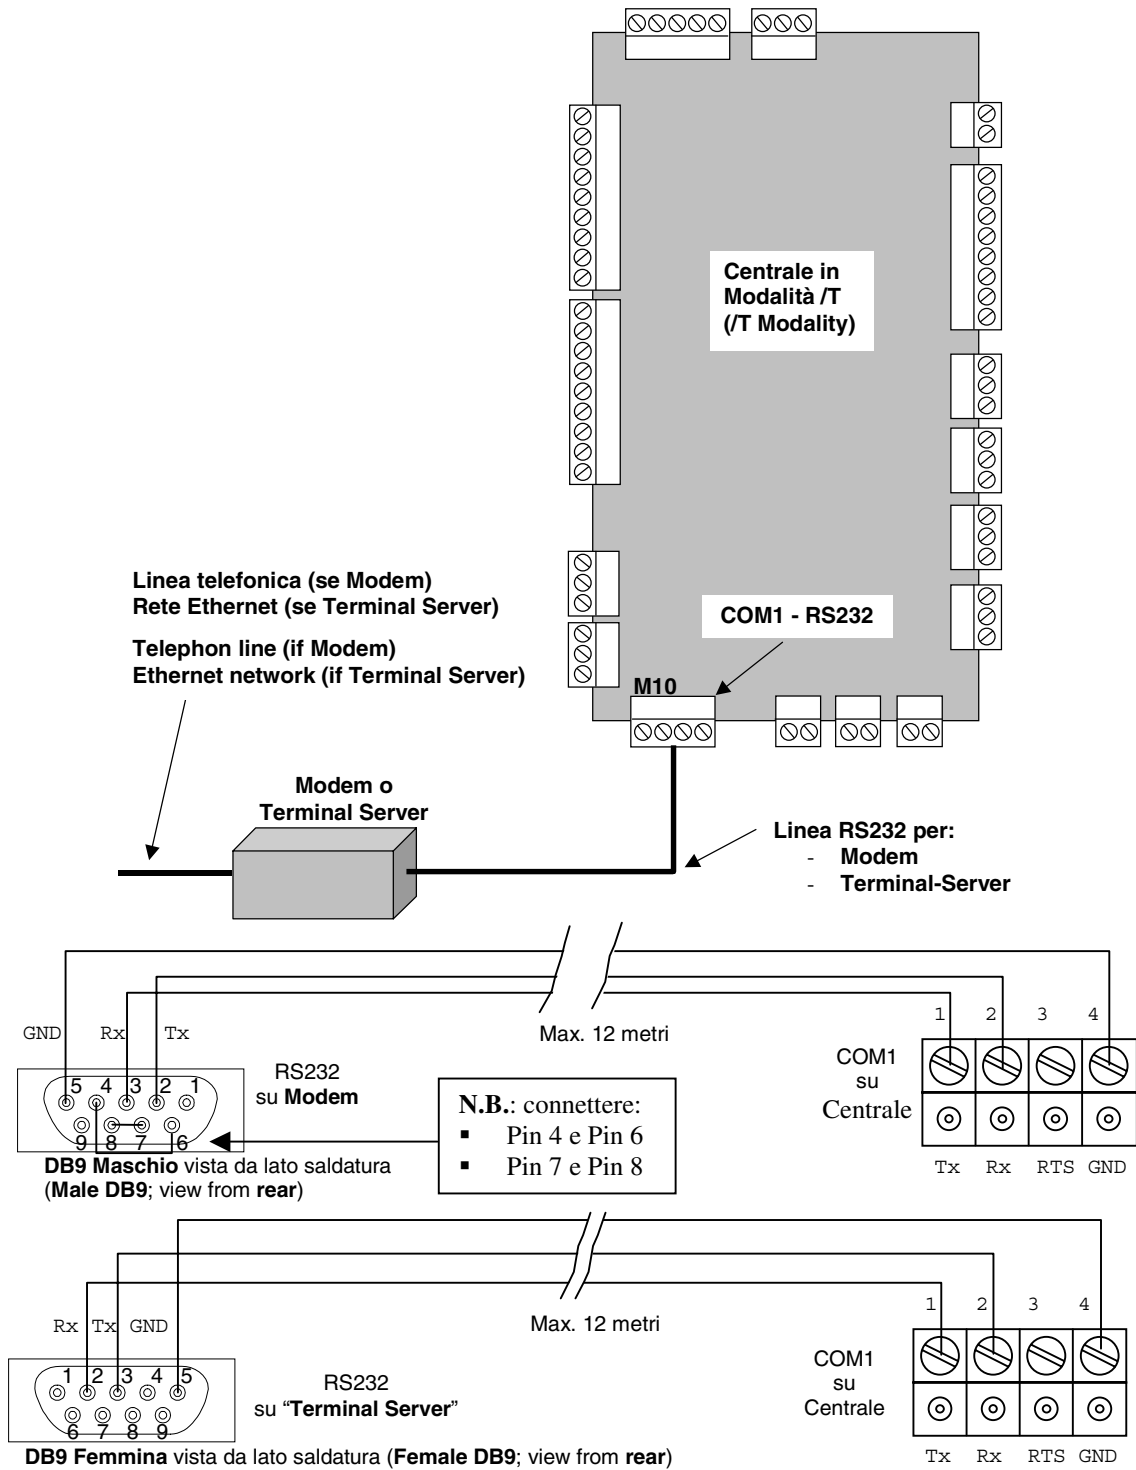 Centrale in
Modalità /T
(/T Modality)
Linea telefonica (se Modem)
Rete Ethernet (se Terminal Server)
Telephon line (if Modem)
Ethernet network (if Terminal Server)
COM1 - RS232
M10
Modem o
Terminal Server
Linea RS232 per:
- Modem
- Terminal-Server
GND Rx Tx
Max. 12 metri
1 2 3 4
5 4 3 2 1
9 8 7 6
RS232
su Modem
COM1
su
Centrale
N.B.: connettere:
▪ Pin 4 e Pin 6
▪ Pin 7 e Pin 8
Tx Rx RTS GND
DB9 Maschio vista da lato saldatura
(Male DB9; view from rear)
Rx Tx GND
Max. 12 metri
1 2 3 4
1 2 3 4 5
6 7 8 9
RS232
su “Terminal Server”
COM1
su
Centrale
Tx Rx RTS GND
DB9 Femmina vista da lato saldatura (Female DB9; view from rear)